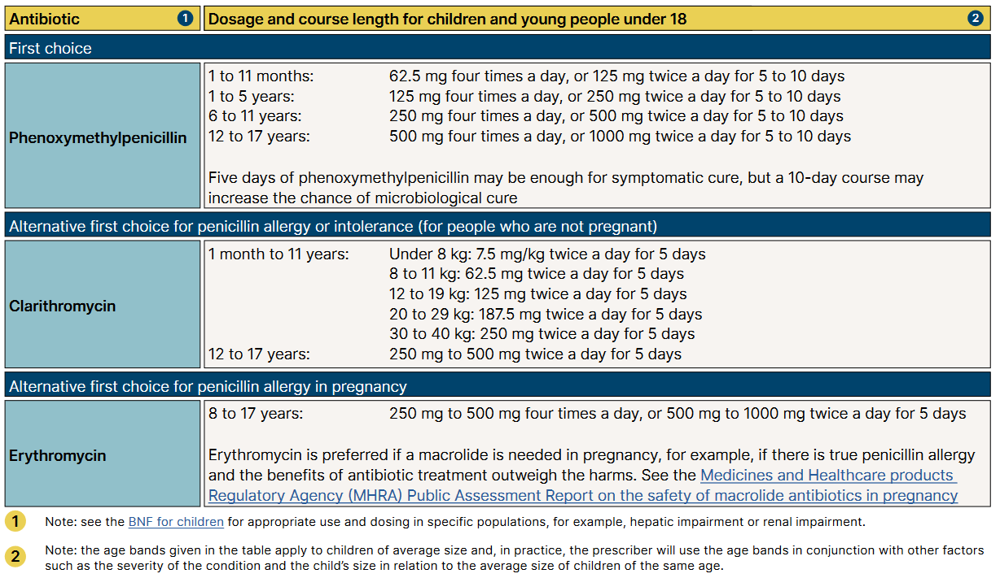 Antibiotic 1 Dosage and course length for children and young people under 18 2
First choice
Phenoxymethylpenicillin
1 to 11 months: 62.5 mg four times a day, or 125 mg twice a day for 5 to 10 days
1 to 5 years: 125 mg four times a day, or 250 mg twice a day for 5 to 10 days
6 to 11 years: 250 mg four times a day, or 500 mg twice a day for 5 to 10 days
12 to 17 years: 500 mg four times a day, or 1000 mg twice a day for 5 to 10 days
Five days of phenoxymethylpenicillin may be enough for symptomatic cure, but a 10-day course may
increase the chance of microbiological cure
Alternative first choice for penicillin allergy or intolerance (for people who are not pregnant)
Clarithromycin
1 month to 11 years: Under 8 kg: 7.5 mg/kg twice a day for 5 days
8 to 11 kg: 62.5 mg twice a day for 5 days
12 to 19 kg: 125 mg twice a day for 5 days
20 to 29 kg: 187.5 mg twice a day for 5 days
30 to 40 kg: 250 mg twice a day for 5 days
12 to 17 years: 250 mg to 500 mg twice a day for 5 days
Alternative first choice for penicillin allergy in pregnancy
Erythromycin
8 to 17 years: 250 mg to 500 mg four times a day, or 500 mg to 1000 mg twice a day for 5 days
Erythromycin is preferred if a macrolide is needed in pregnancy, for example, if there is true penicillin allergy
and the benefits of antibiotic treatment outweigh the harms. See the Medicines and Healthcare products
Regulatory Agency (MHRA) Public Assessment Report on the safety of macrolide antibiotics in pregnancy
1 Note: see the BNF for children for appropriate use and dosing in specific populations, for example, hepatic impairment or renal impairment.
2 Note: the age bands given in the table apply to children of average size and, in practice, the prescriber will use the age bands in conjunction with other factors
such as the severity of the condition and the child's size in relation to the average size of children of the same age.